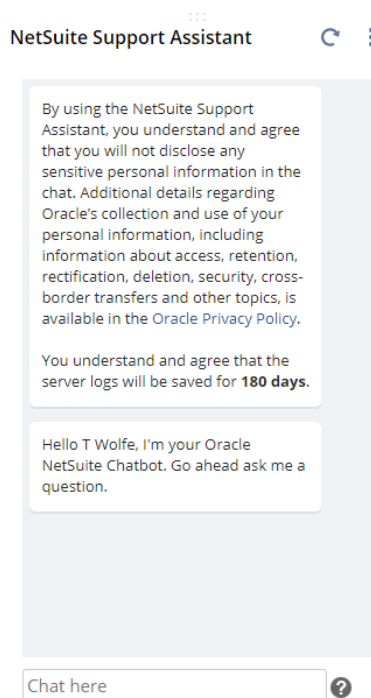 NetSuite Support Assistant
By using the NetSuite Support
Assistant, you understand and agree
that you will not disclose any
sensitive personal information in the
chat. Additional details regarding
Oracle’s collection and use of your
personal information, including
information about access, retention,
rectification, deletion, security, cross-
border transfers and other topics, is
available in the Oracle Privacy Policy.
You understand and agree that the
server logs will be saved for 180 days.
Hello T Wolfe, I'm your Oracle
NetSuite Chatbot. Go ahead ask me a
question.
Chat here
?